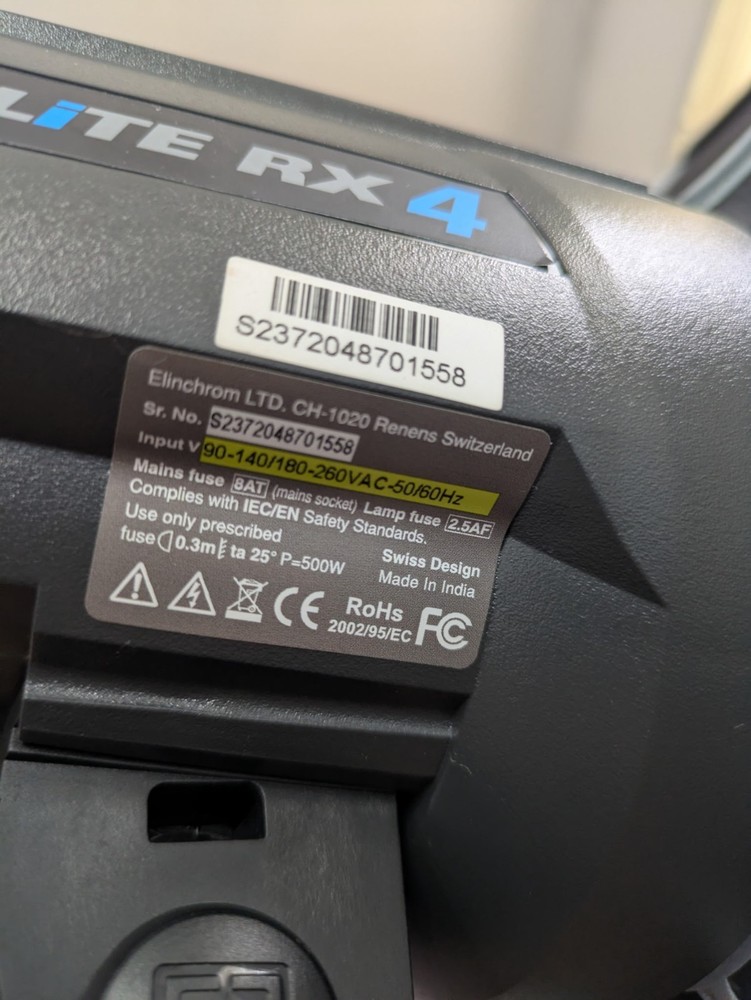 LiTE RX 4
S2372048701558
Elinchrom LTD. CH-1020 Renens Switzerland
Sr. No. S2372048701558
Input V 90-140/180-260VAC-50/60Hz
Mains fuse 8AT (mains socket) Lamp fuse 2.5AF
Complies with IEC/EN Safety Standards.
Use only prescribed
fuse 0.3m ta 25° P=500W
Swiss Design
Made In India
RoHS
2002/95/EC
CE
FC